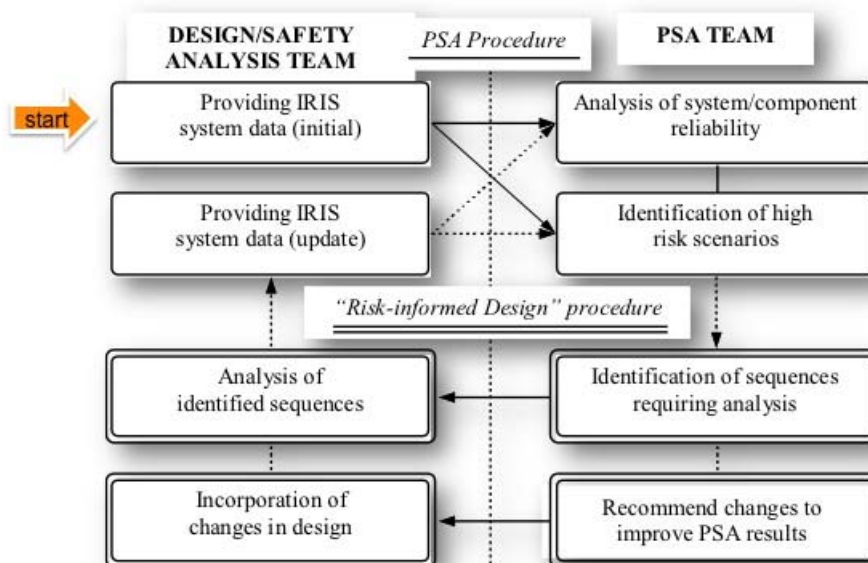 DESIGN/SAFETY
ANALYSIS TEAM
PSA Procedure
PSA TEAM
start
Providing IRIS
system data (initial)
Analysis of system/component
reliability
Providing IRIS
system data (update)
Identification of high
risk scenarios
“Risk-informed Design” procedure
Analysis of
identified sequences
Identification of sequences
requiring analysis
Incorporation of
changes in design
Recommend changes to
improve PSA results